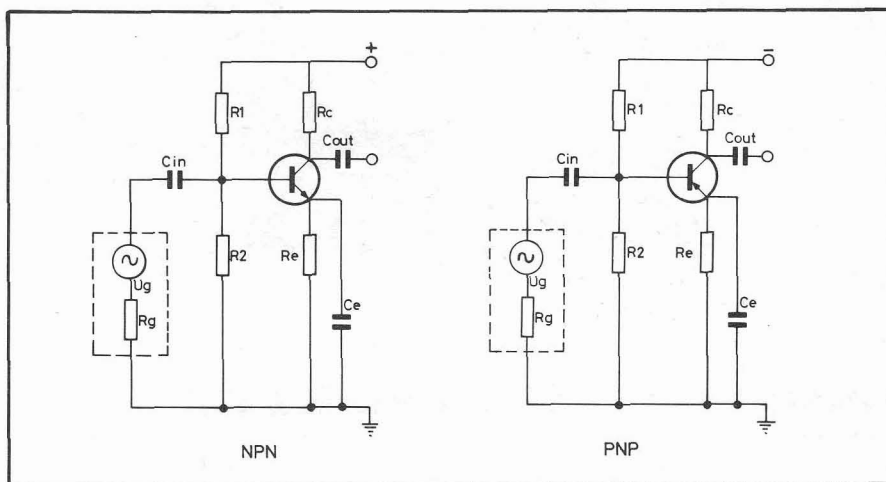 +
R1
Rc
Cout
Cin
R2
Re
Ug
Rg
Ce
NPN
−
R1
Rc
Cout
Cin
R2
Re
Ug
Rg
Ce
PNP